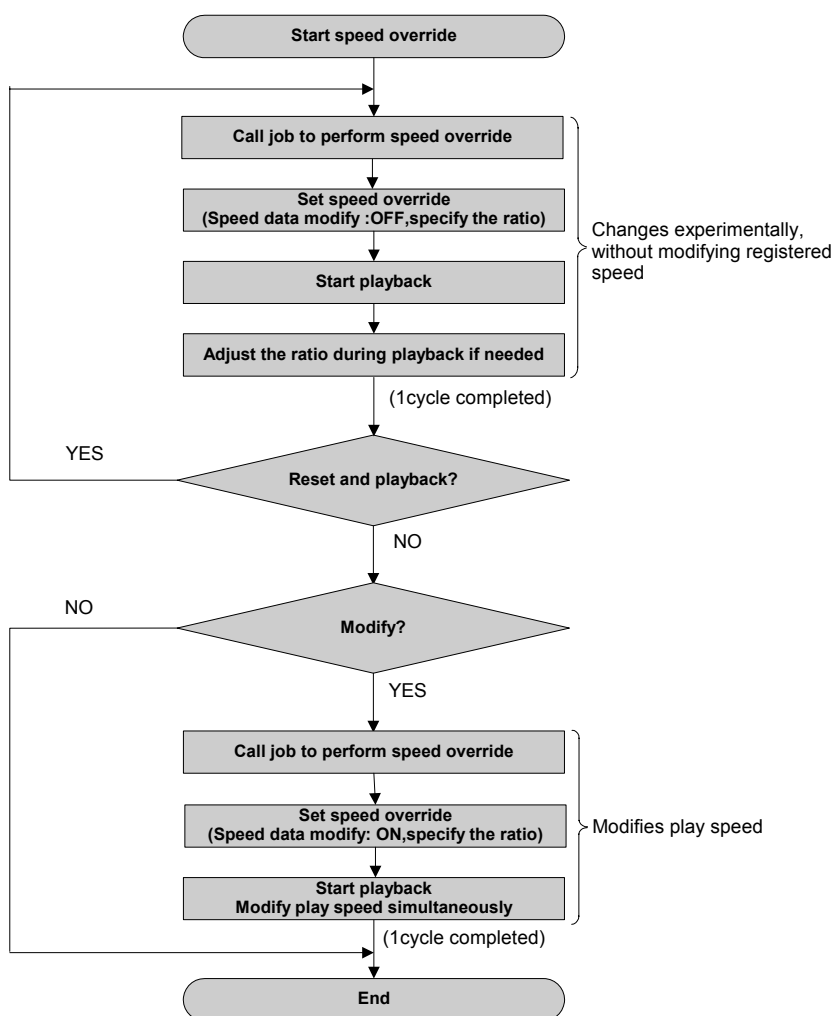 Start speed override
Call job to perform speed override
Set speed override
(Speed data modify :OFF,specify the ratio)
Start playback
Adjust the ratio during playback if needed
Changes experimentally,
without modifying registered
speed
(1cycle completed)
YES
Reset and playback?
NO
NO
Modify?
YES
Call job to perform speed override
Set speed override
(Speed data modify: ON,specify the ratio)
Start playback
Modify play speed simultaneously
Modifies play speed
(1cycle completed)
End